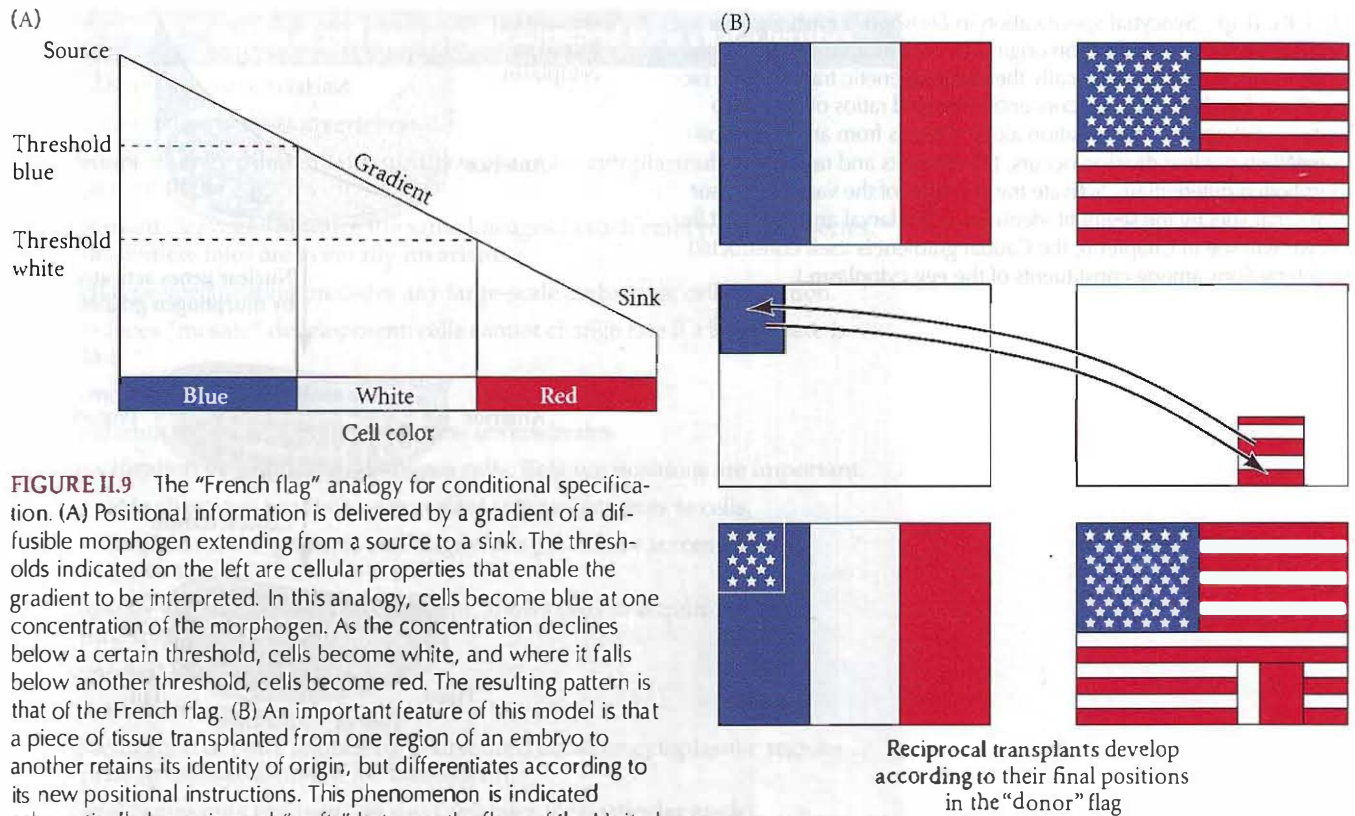 (A)
Source
Threshold
blue
Threshold
white
Gradient
Sink
Blue
White
Red
Cell color
FIGURE II.9 The "French flag" analogy for conditional specifica-
tion. (A) Positional information is delivered by a gradient of a dif-
fusible morphogen extending from a source to a sink. The thresh-
olds indicated on the left are cellular properties that enable the
gradient to be interpreted. In this analogy, cells become blue at one
concentration of the morphogen. As the concentration declines
below a certain threshold, cells become white, and where it falls
below another threshold, cells become red. The resulting pattern is
that of the French flag. (B) An important feature of this model is that
a piece of tissue transplanted from one region of an embryo to
another retains its identity of origin, but differentiates according to
its new positional instructions. This phenomenon is indicated
(B)
Reciprocal transplants develop
according to their final positions
in the "donor" flag